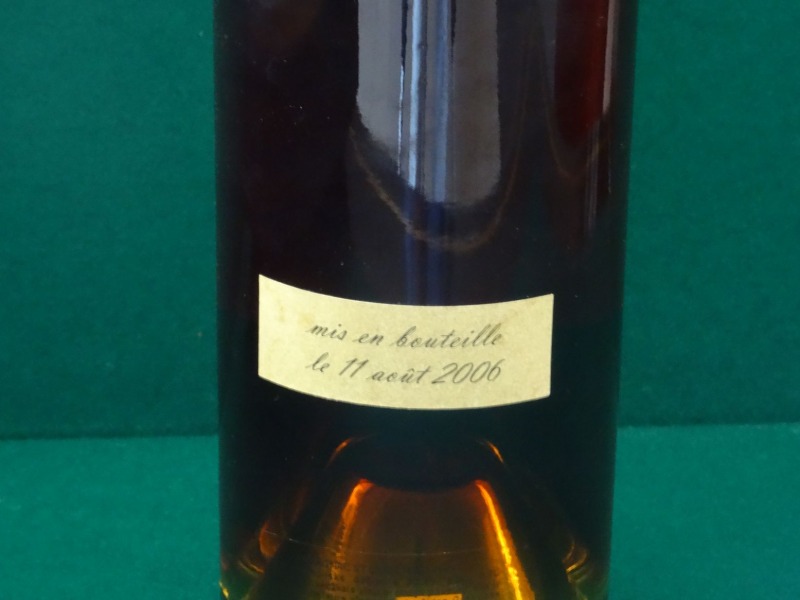 mis en bouteille
le 11 août 2006